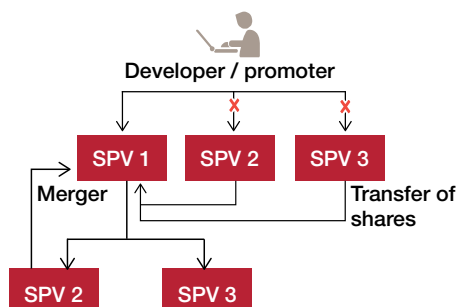 Developer / promoter
SPV 1
SPV 2
SPV 3
Merger
Transfer of
shares
SPV 2
SPV 3